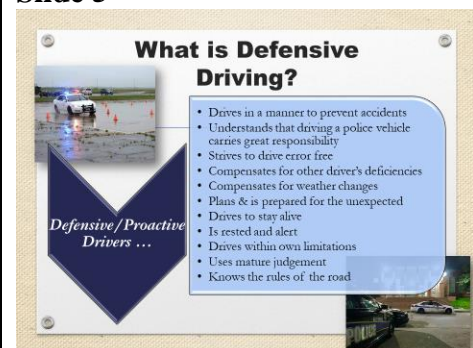 What is Defensive
Driving?
• Drives in a manner to prevent accidents
• Understands that driving a police vehicle
carries great responsibility
• Strives to drive error free
• Compensates for other driver's deficiencies
• Compensates for weather changes
• Plans & is prepared for the unexpected
• Drives to stay alive
• Is rested and alert
• Drives within own limitations
• Uses mature judgement
• Knows the rules of the road
Defensive/Proactive
Drivers ...
POLICE